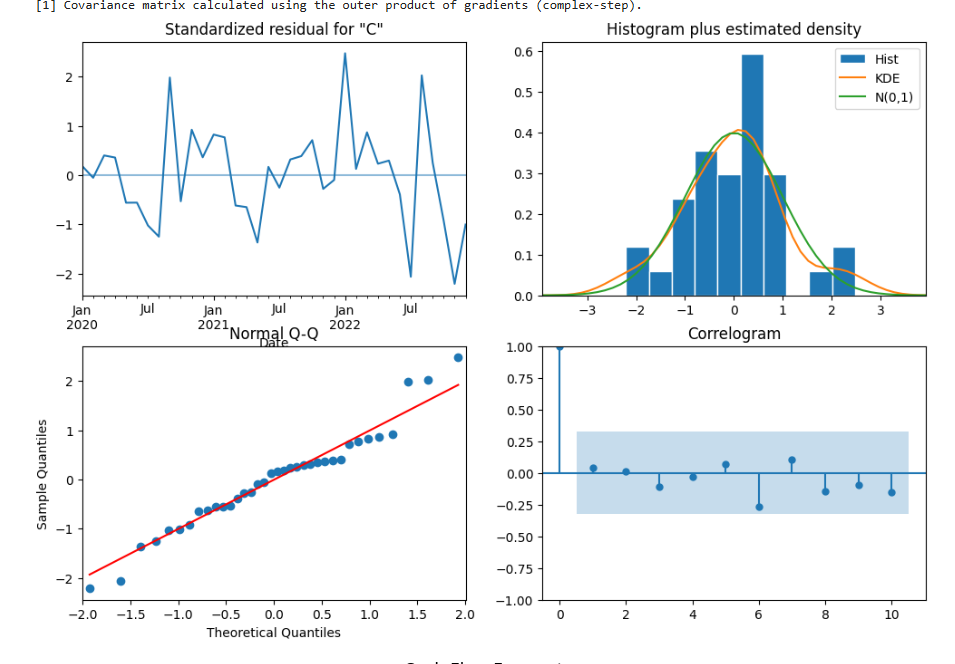 [1] Covariance matrix calculated using the outer product of gradients (complex-step).
Standardized residual for "C"
2
1
0
−1
−2
Jan
2020
Jul
Jan
2021
Jul
Jan
2022
Jul
Date
Histogram plus estimated density
0.6
0.5
0.4
0.3
0.2
0.1
0.0
Hist
KDE
N(0,1)
−3 −2 −1 0 1 2 3
Normal Q-Q
Sample Quantiles
2
1
0
−1
−2
−2.0 −1.5 −1.0 −0.5 0.0 0.5 1.0 1.5 2.0
Theoretical Quantiles
Correlogram
1.00
0.75
0.50
0.25
0.00
−0.25
−0.50
−0.75
−1.00
0 2 4 6 8 10